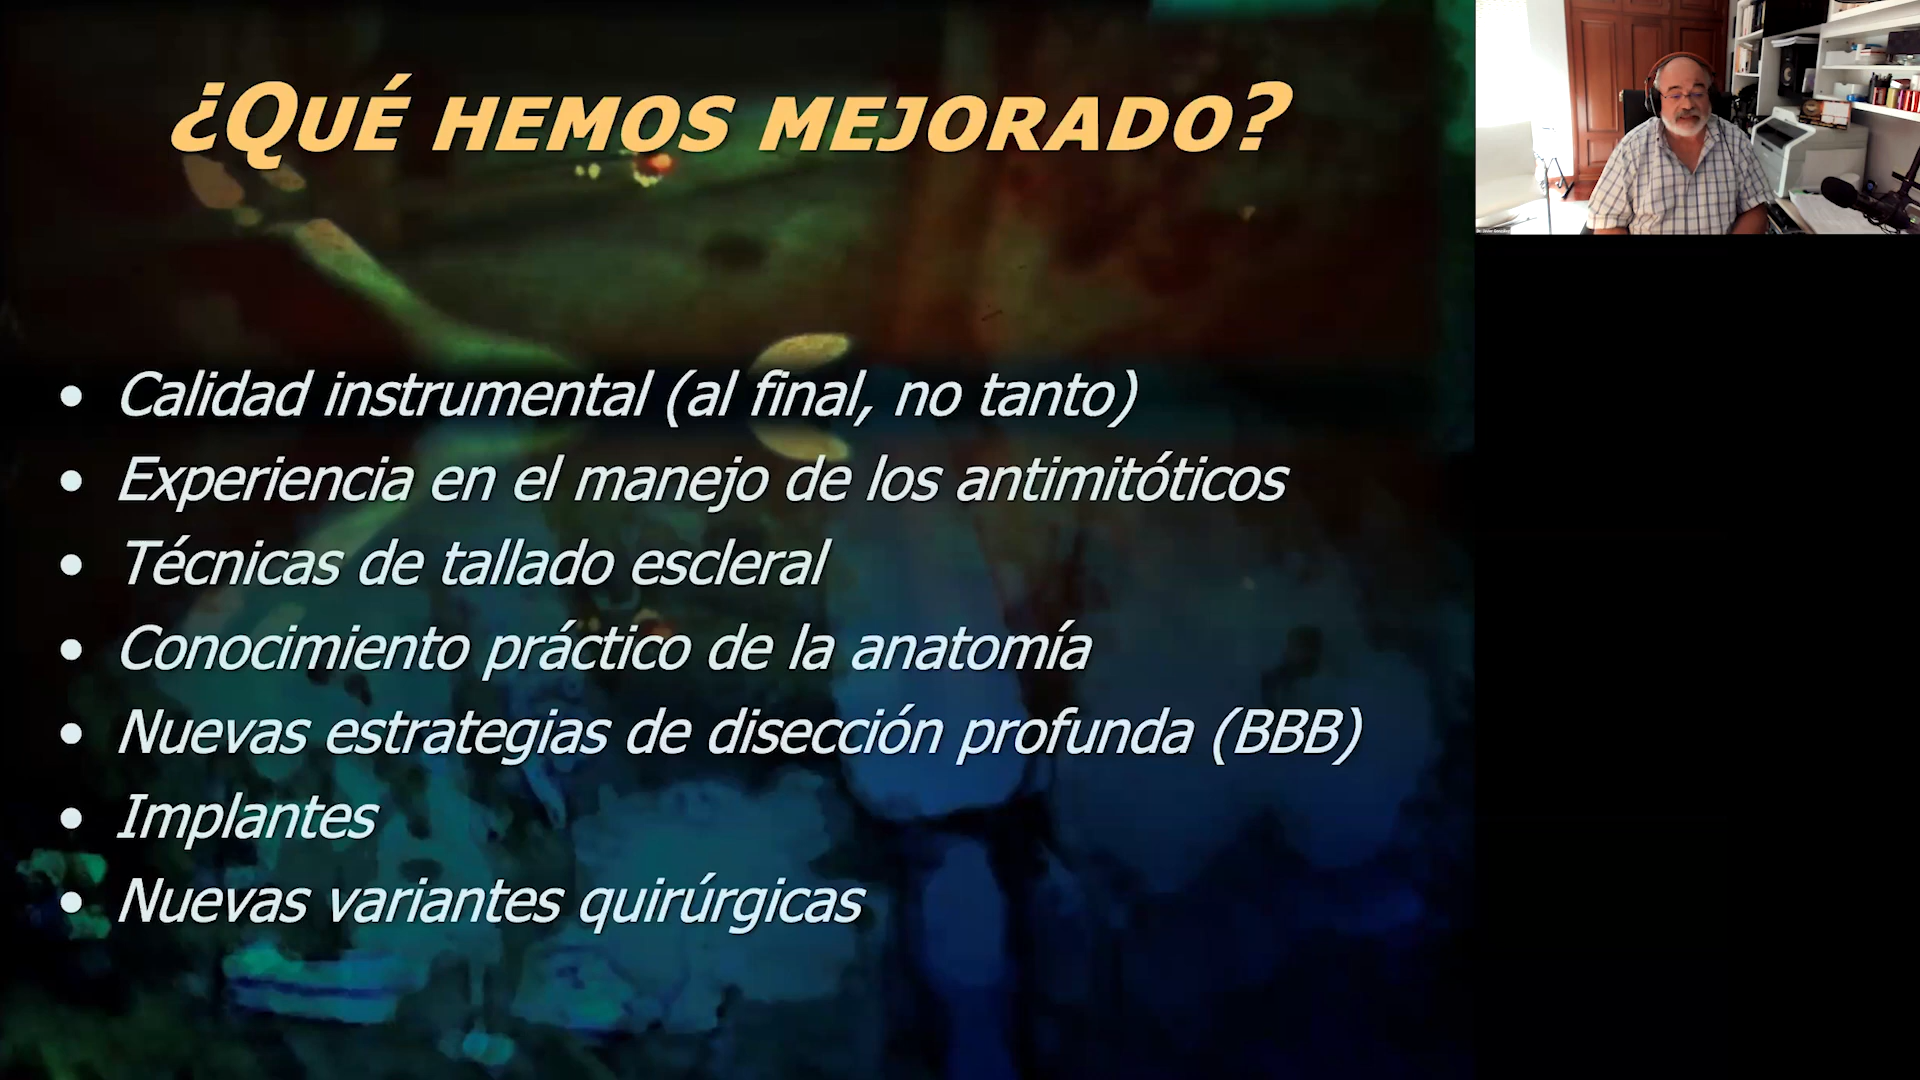 ¿QUÉ HEMOS MEJORADO?
• Calidad instrumental (al final, no tanto)
• Experiencia en el manejo de los antimitóticos
• Técnicas de tallado escleral
• Conocimiento práctico de la anatomía
• Nuevas estrategias de disección profunda (BBB)
• Implantes
• Nuevas variantes quirúrgicas